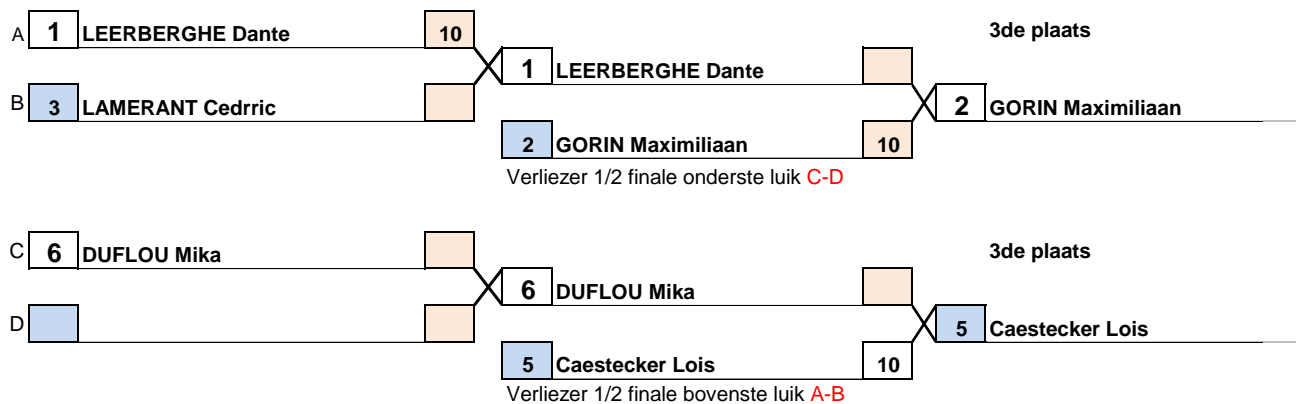 A 1 LEERBERGHE Dante 10 3de plaats
1 LEERBERGHE Dante
B 3 LAMERANT Cedrric 2 GORIN Maximiliaan
2 GORIN Maximiliaan 10
Verliezer 1/2 finale onderste luik C-D
C 6 DUFLOU Mika 3de plaats
6 DUFLOU Mika
D 5 Caestecker Lois
5 Caestecker Lois 10
Verliezer 1/2 finale bovenste luik A-B